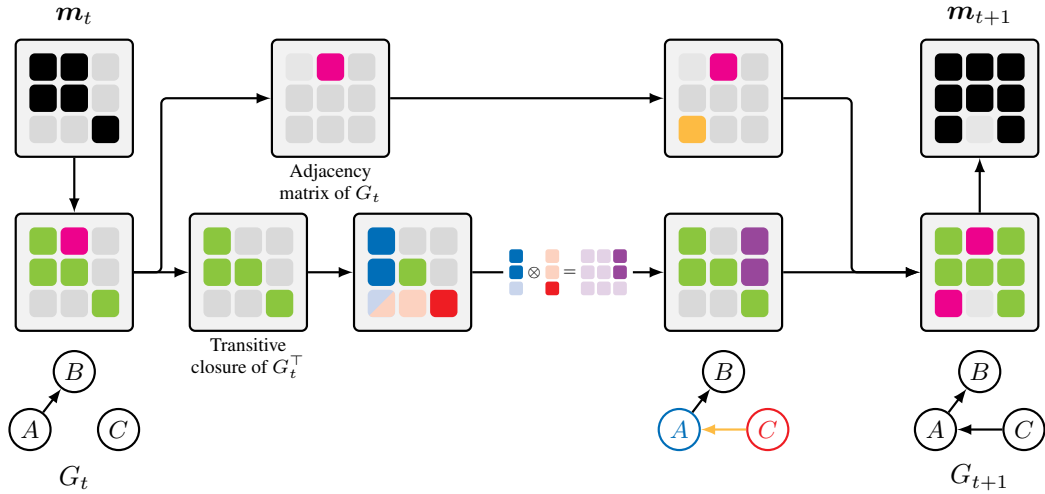 m_t
m_{t+1}
Adjacency
matrix of G_t
⊗ =
Transitive
closure of G_t^⊤
B
A
C
G_t
B
A
C
B
A
C
G_{t+1}